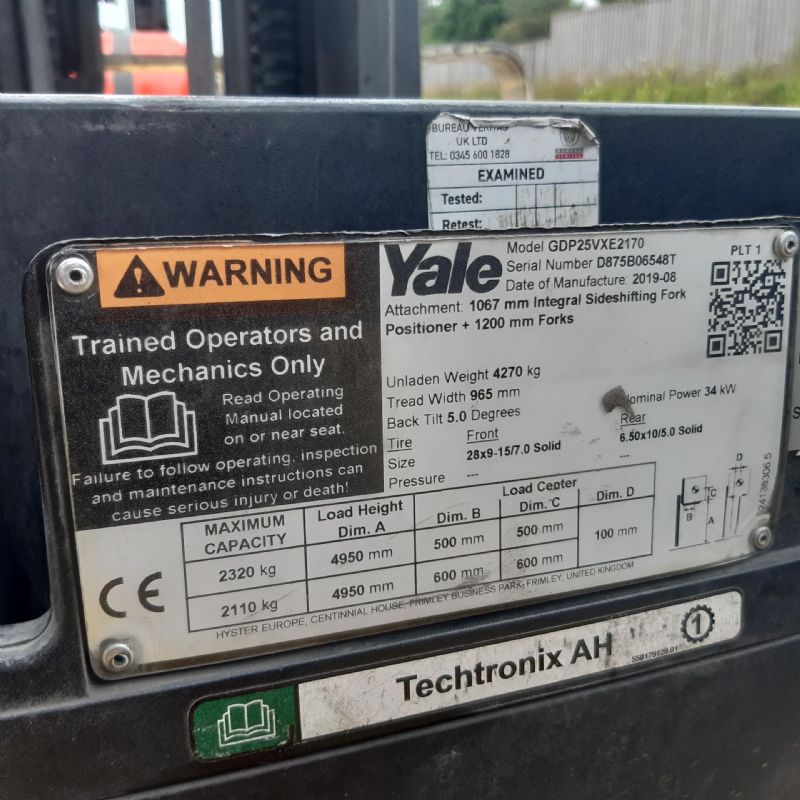 BUREAU VERITAS
UK LTD
TEL: 0345 600 1828
EXAMINED
Tested:
Retest:
WARNING
Trained Operators and
Mechanics Only
Read Operating
Manual located
on or near seat.
Failure to follow operating, inspection
and maintenance instructions can
cause serious injury or death!
Yale
Model GDP25VXE2170
Serial Number D875B06548T
Date of Manufacture: 2019-08
PLT 1
Attachment: 1067 mm Integral Sideshifting Fork
Positioner + 1200 mm Forks
Unladen Weight 4270 kg
Tread Width 965 mm
Nominal Power 34 kW
Back Tilt 5.0 Degrees
Tire Front Rear
Size 28x9-15/7.0 Solid 6.50x10/5.0 Solid
Pressure --- ---
MAXIMUM CAPACITY Load Height Dim. A Load Center Dim. B Dim. C Dim. D
2320 kg 4950 mm 500 mm 500 mm 100 mm
2110 kg 4950 mm 600 mm 600 mm
B C A D
CE
HYSTER EUROPE, CENTINNIAL HOUSE, FRIMLEY BUSINESS PARK, FRIMLEY, UNITED KINGDOM
Techtronix AH
550179129.01
1